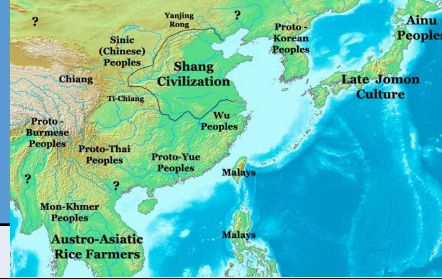 ?
Yanjing
Rong
?
Ainu
Peoples
Sinic
(Chinese)
Peoples
Proto -
Korean
Peoples
Shang
Civilization
Chiang
Late Jomon
Culture
Ti-Chiang
Wu
Peoples
Proto -
Burmese
Peoples
Proto-Thai
Peoples
Proto-Yue
Peoples
Malays
?
?
Mon-Khmer
Peoples
Malays
Austro-Asiatic
Rice Farmers